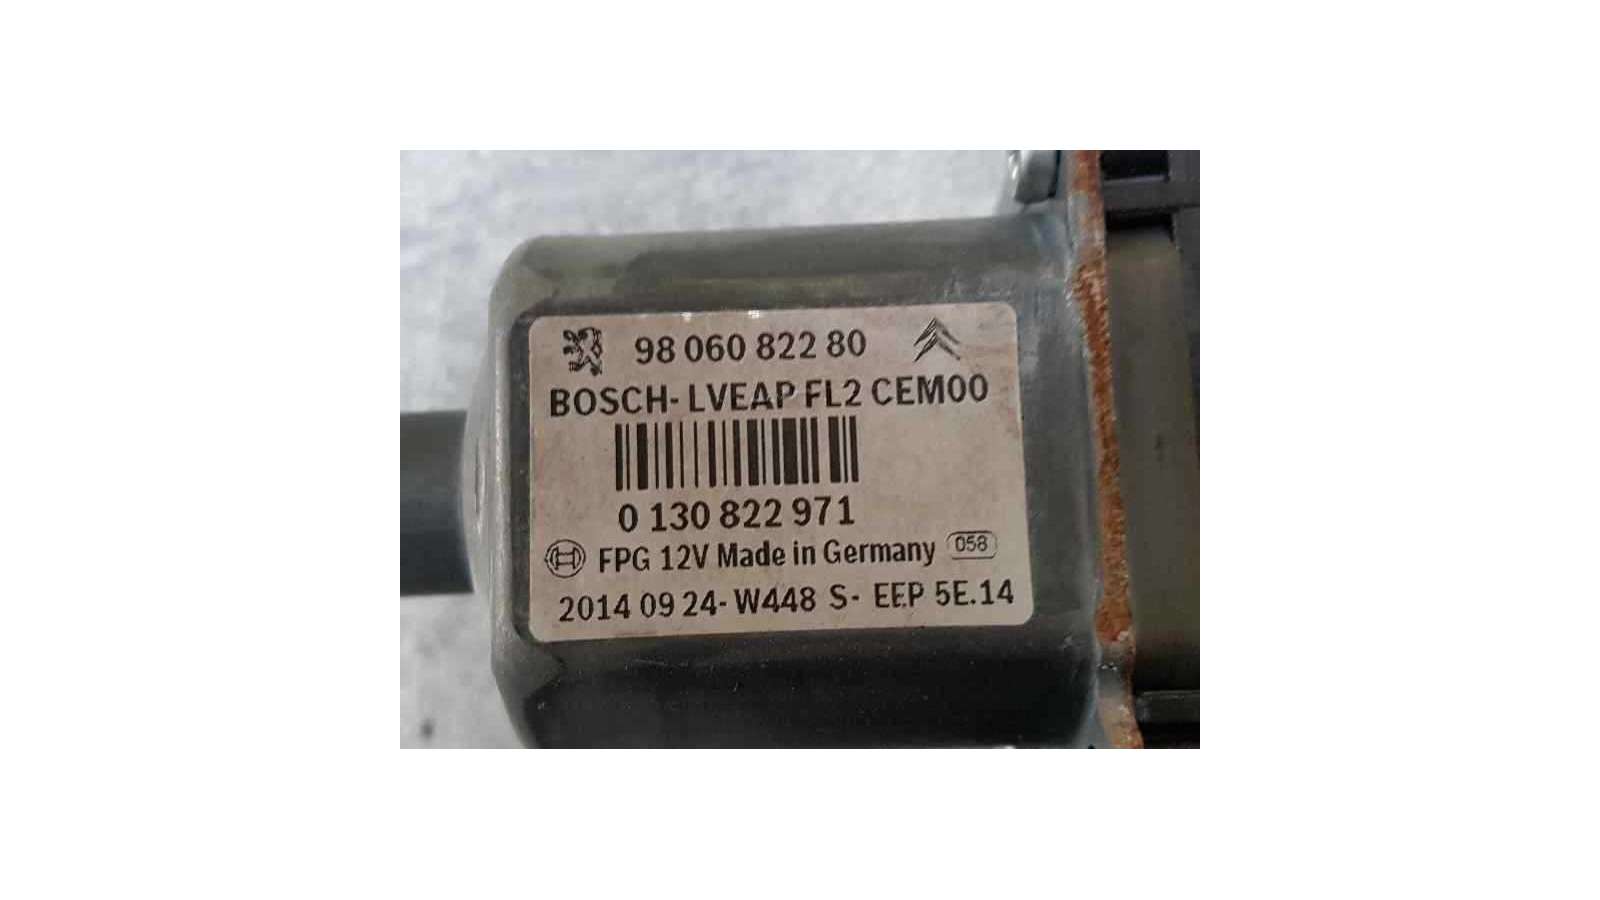 98 060 822 80
BOSCH- LVEAP FL2 CEM00
0 130 822 971
FPG 12V Made in Germany 058
2014 09 24- W448 S- EEP 5E.14